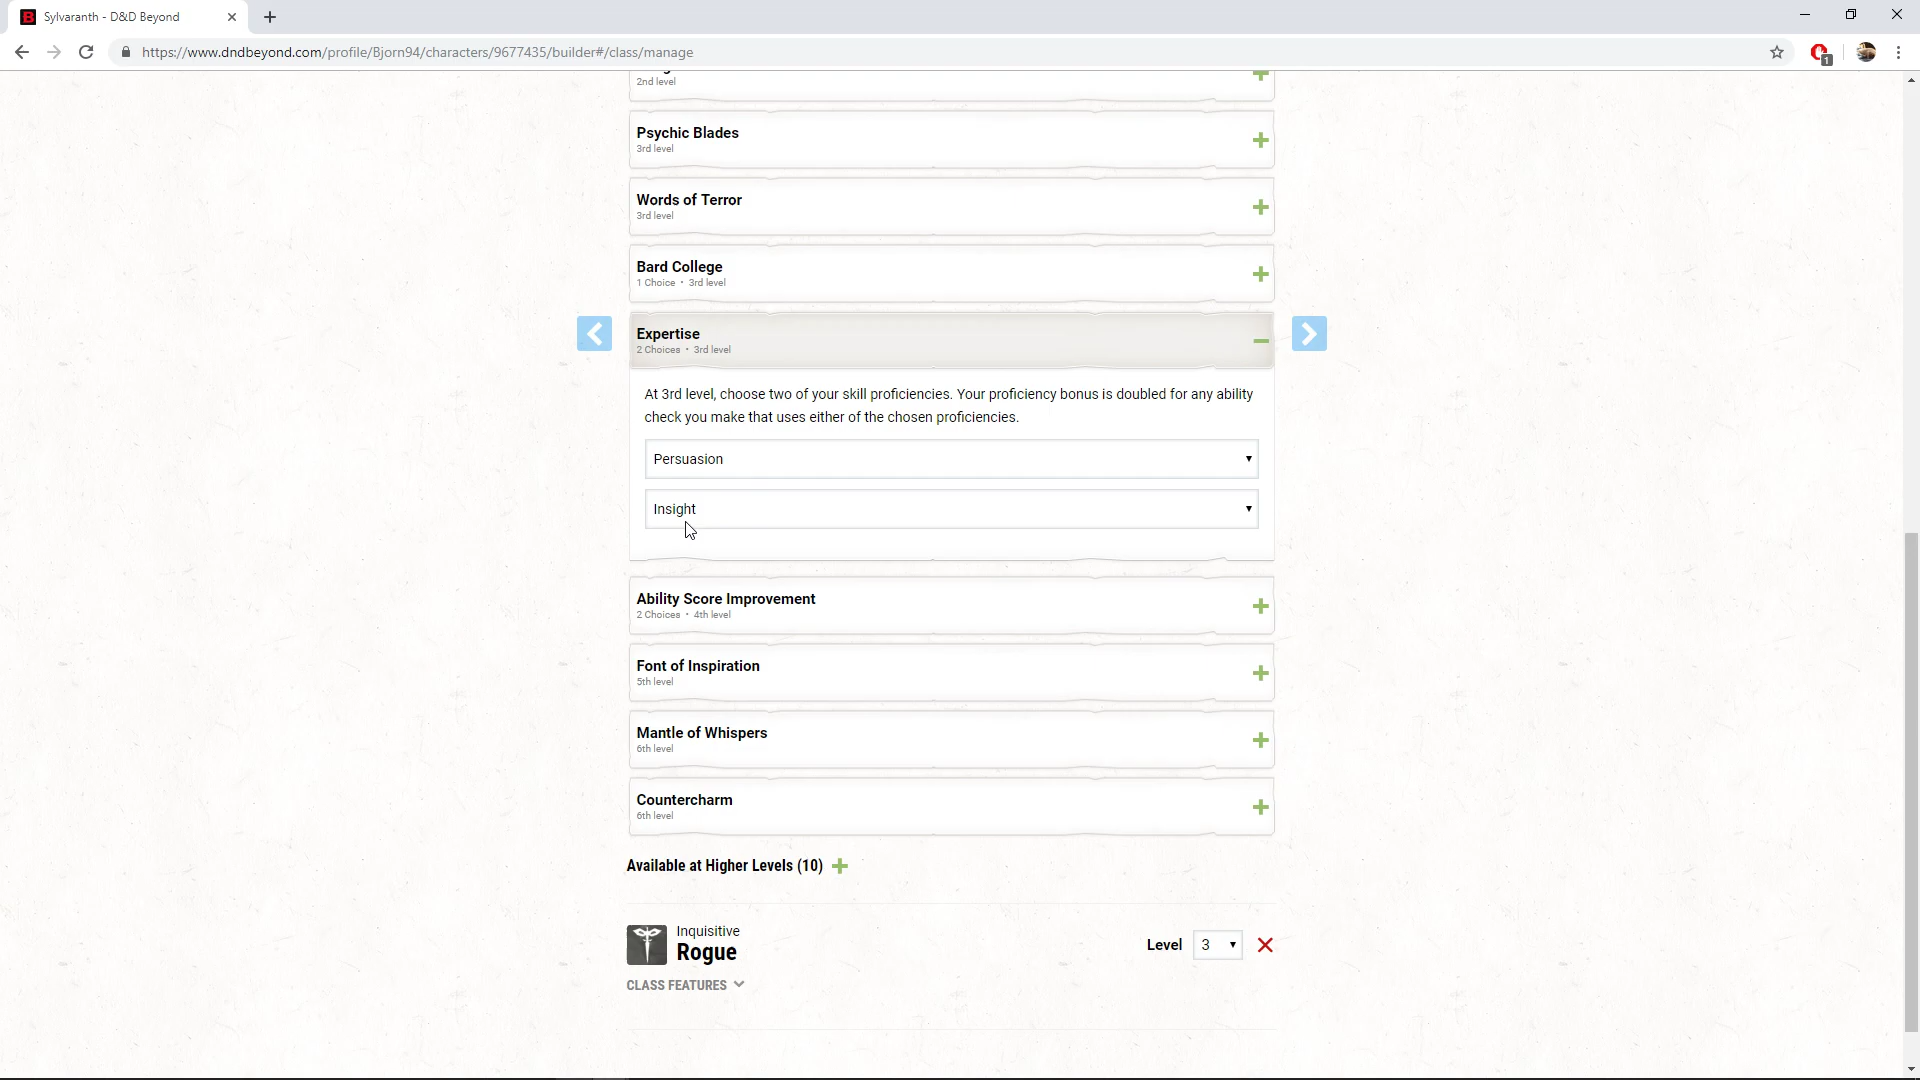 Sylvaranth - D&D Beyond
https://www.dndbeyond.com/profile/Bjorn94/characters/9677435/builder#/class/manage
1
2nd level
Psychic Blades
3rd level
Words of Terror
3rd level
Bard College
1 Choice • 3rd level
Expertise
2 Choices • 3rd level
At 3rd level, choose two of your skill proficiencies. Your proficiency bonus is doubled for any ability
check you make that uses either of the chosen proficiencies.
Persuasion
Insight
Ability Score Improvement
2 Choices • 4th level
Font of Inspiration
5th level
Mantle of Whispers
6th level
Countercharm
6th level
Available at Higher Levels (10)
Inquisitive
Rogue
Level 3
CLASS FEATURES